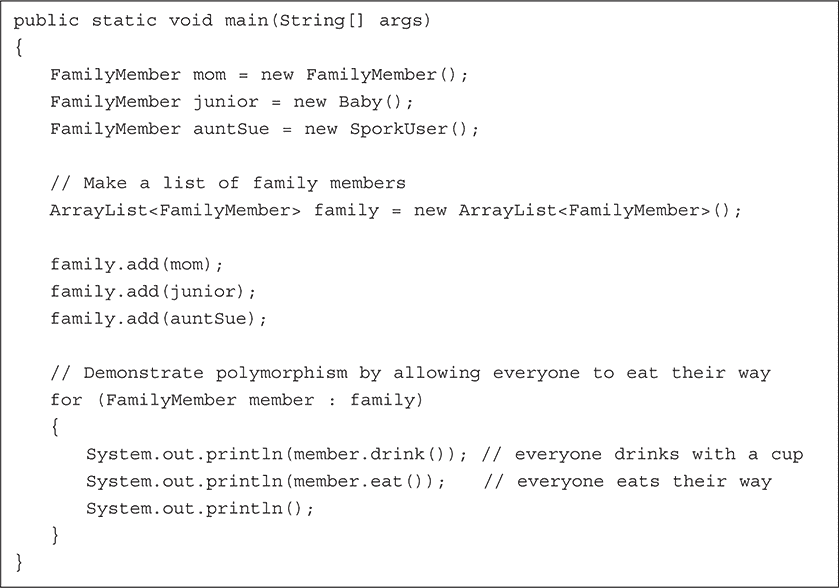 public static void main(String[] args)
{
FamilyMember mom = new FamilyMember();
FamilyMember junior = new Baby();
FamilyMember auntSue = new SporkUser();
// Make a list of family members
ArrayList<FamilyMember> family = new ArrayList<FamilyMember>();
family.add(mom);
family.add(junior);
family.add(auntSue);
// Demonstrate polymorphism by allowing everyone to eat their way
for (FamilyMember member : family)
{
System.out.println(member.drink()); // everyone drinks with a cup
System.out.println(member.eat()); // everyone eats their way
System.out.println();
}
}